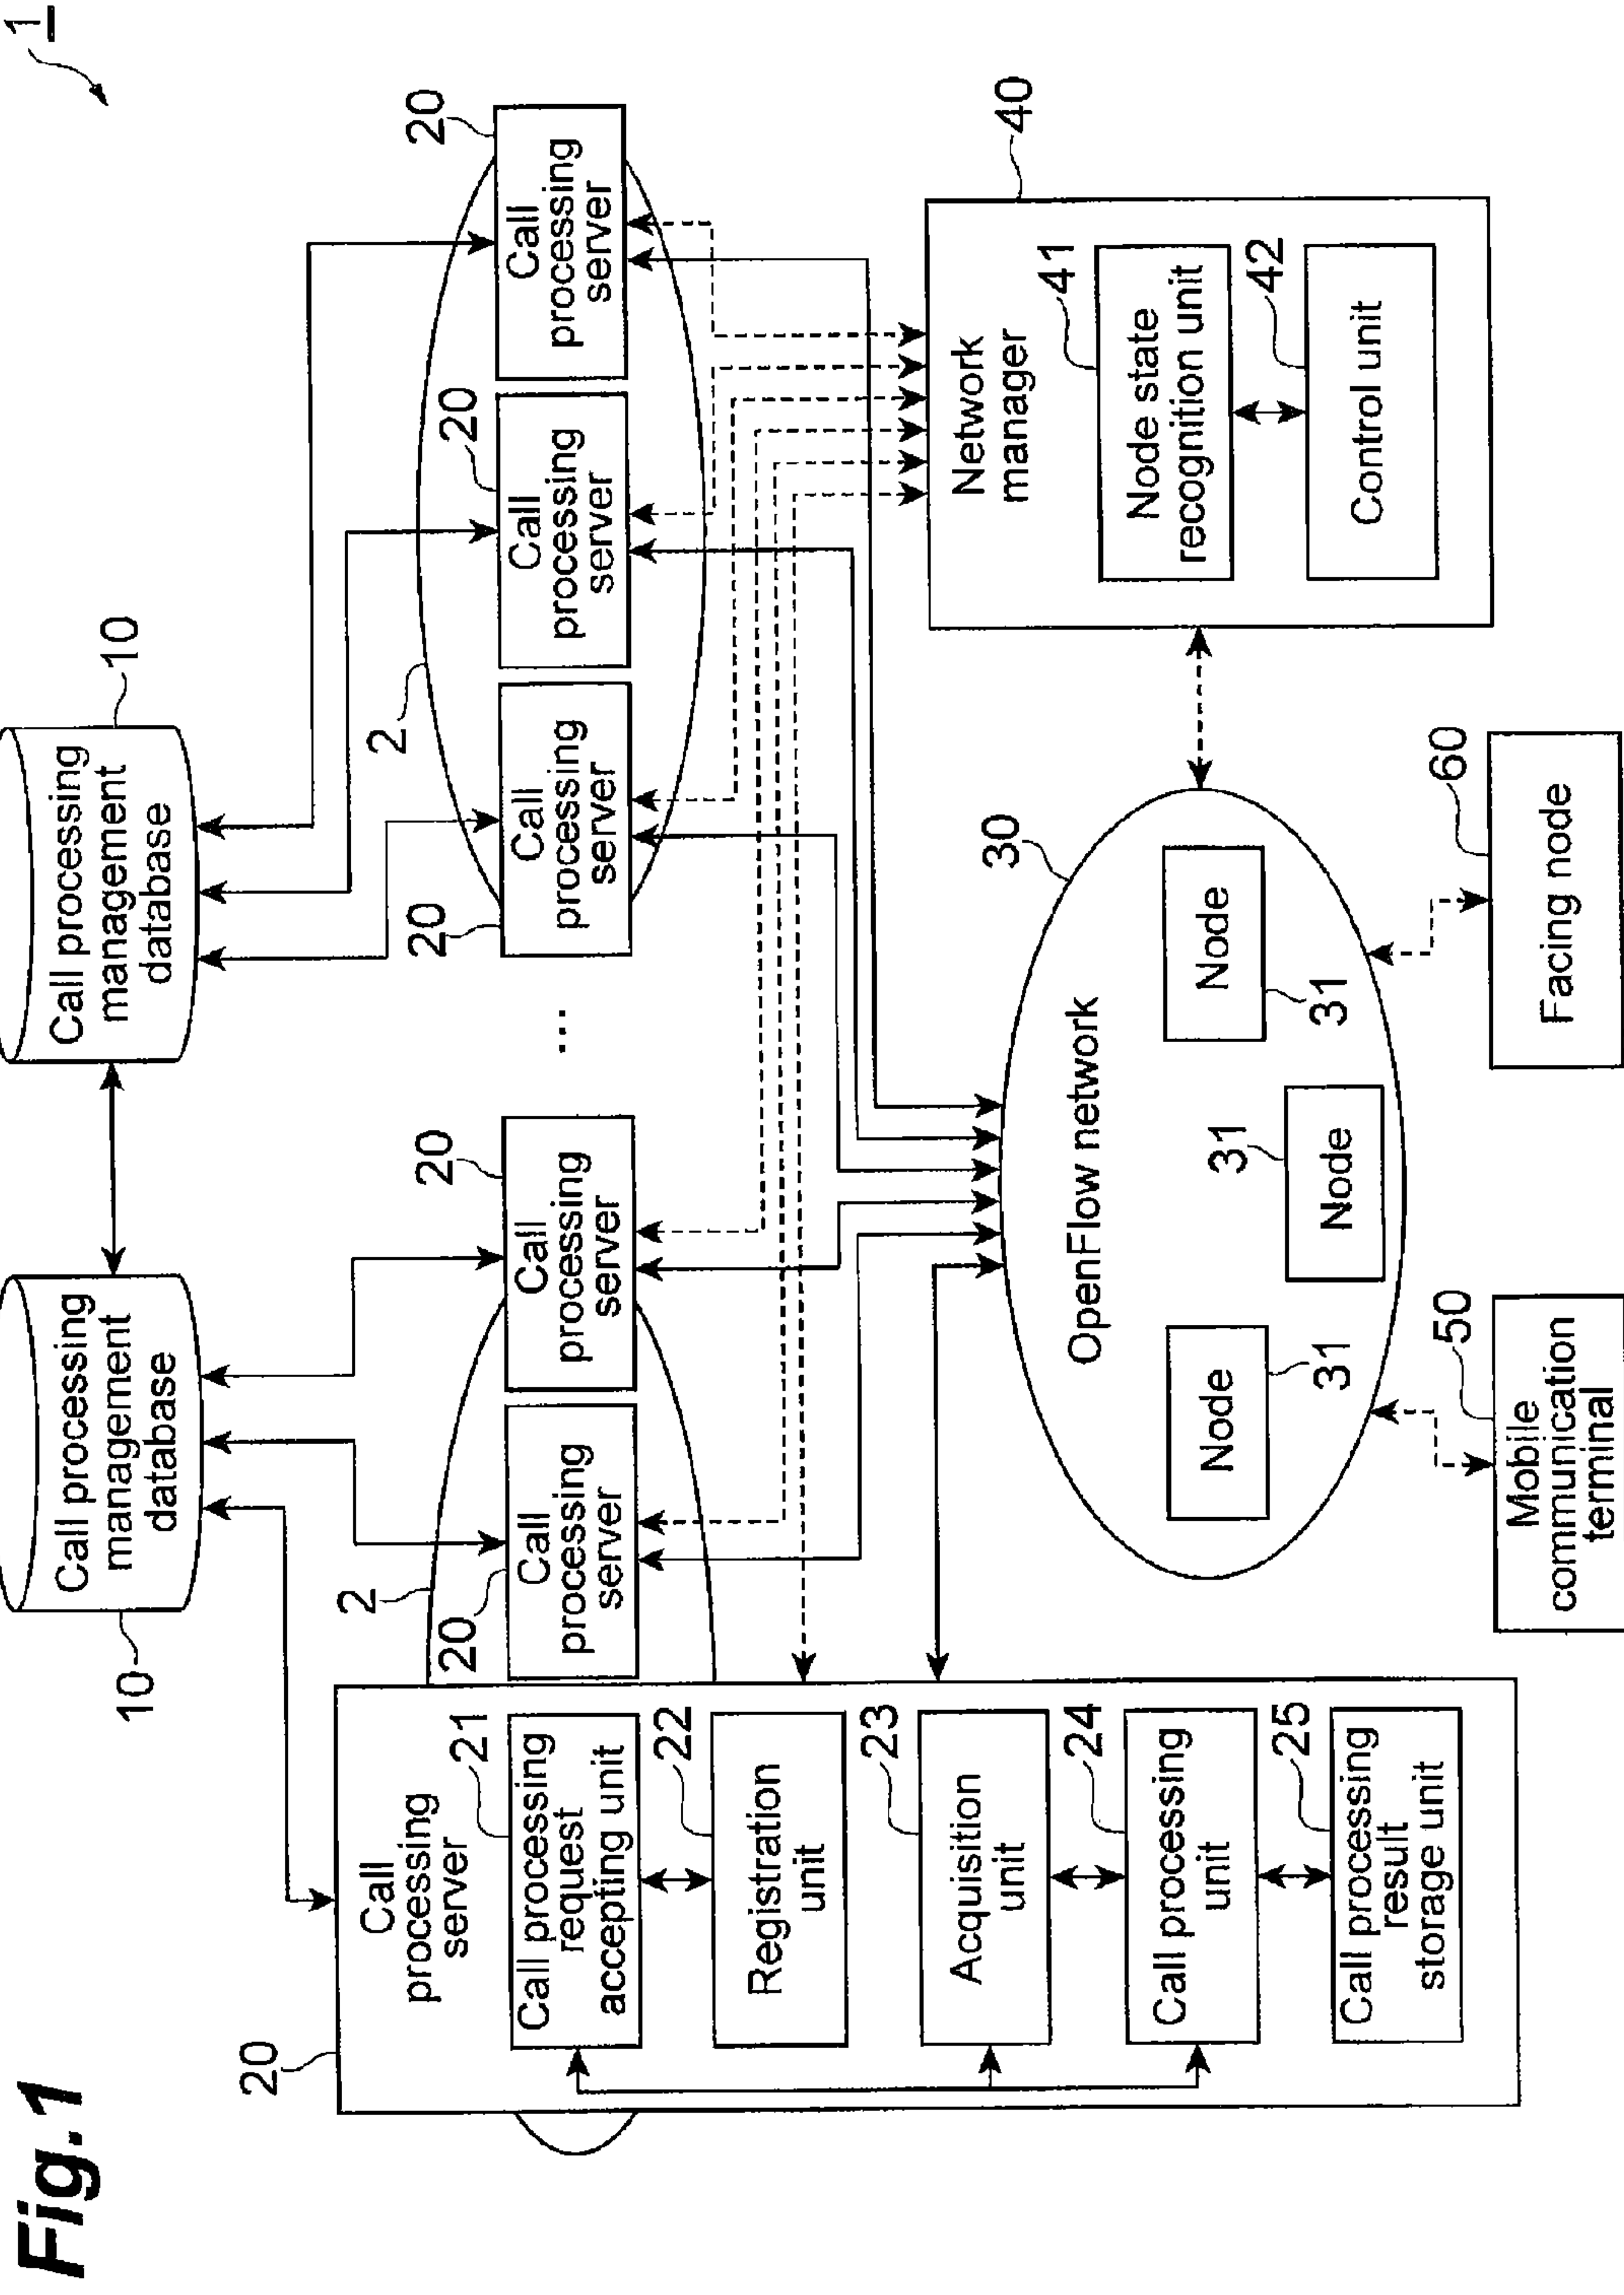 Fig.1
1
Call processing
management
database
10
Call processing
management
database
10
20
Call
processing
server
21
Call processing
request
accepting unit
22
Registration
unit
23
Acquisition
unit
24
Call processing
unit
25
Call processing
result
storage unit
2
20
Call
processing
server
20
Call
processing
server
...
2
20
Call
processing
server
20
Call
processing
server
20
Call
processing
server
30
OpenFlow network
Node
31
Node
31
Node
31
40
Network
manager
41
Node state
recognition unit
42
Control unit
50
Mobile
communication
terminal
60
Facing node